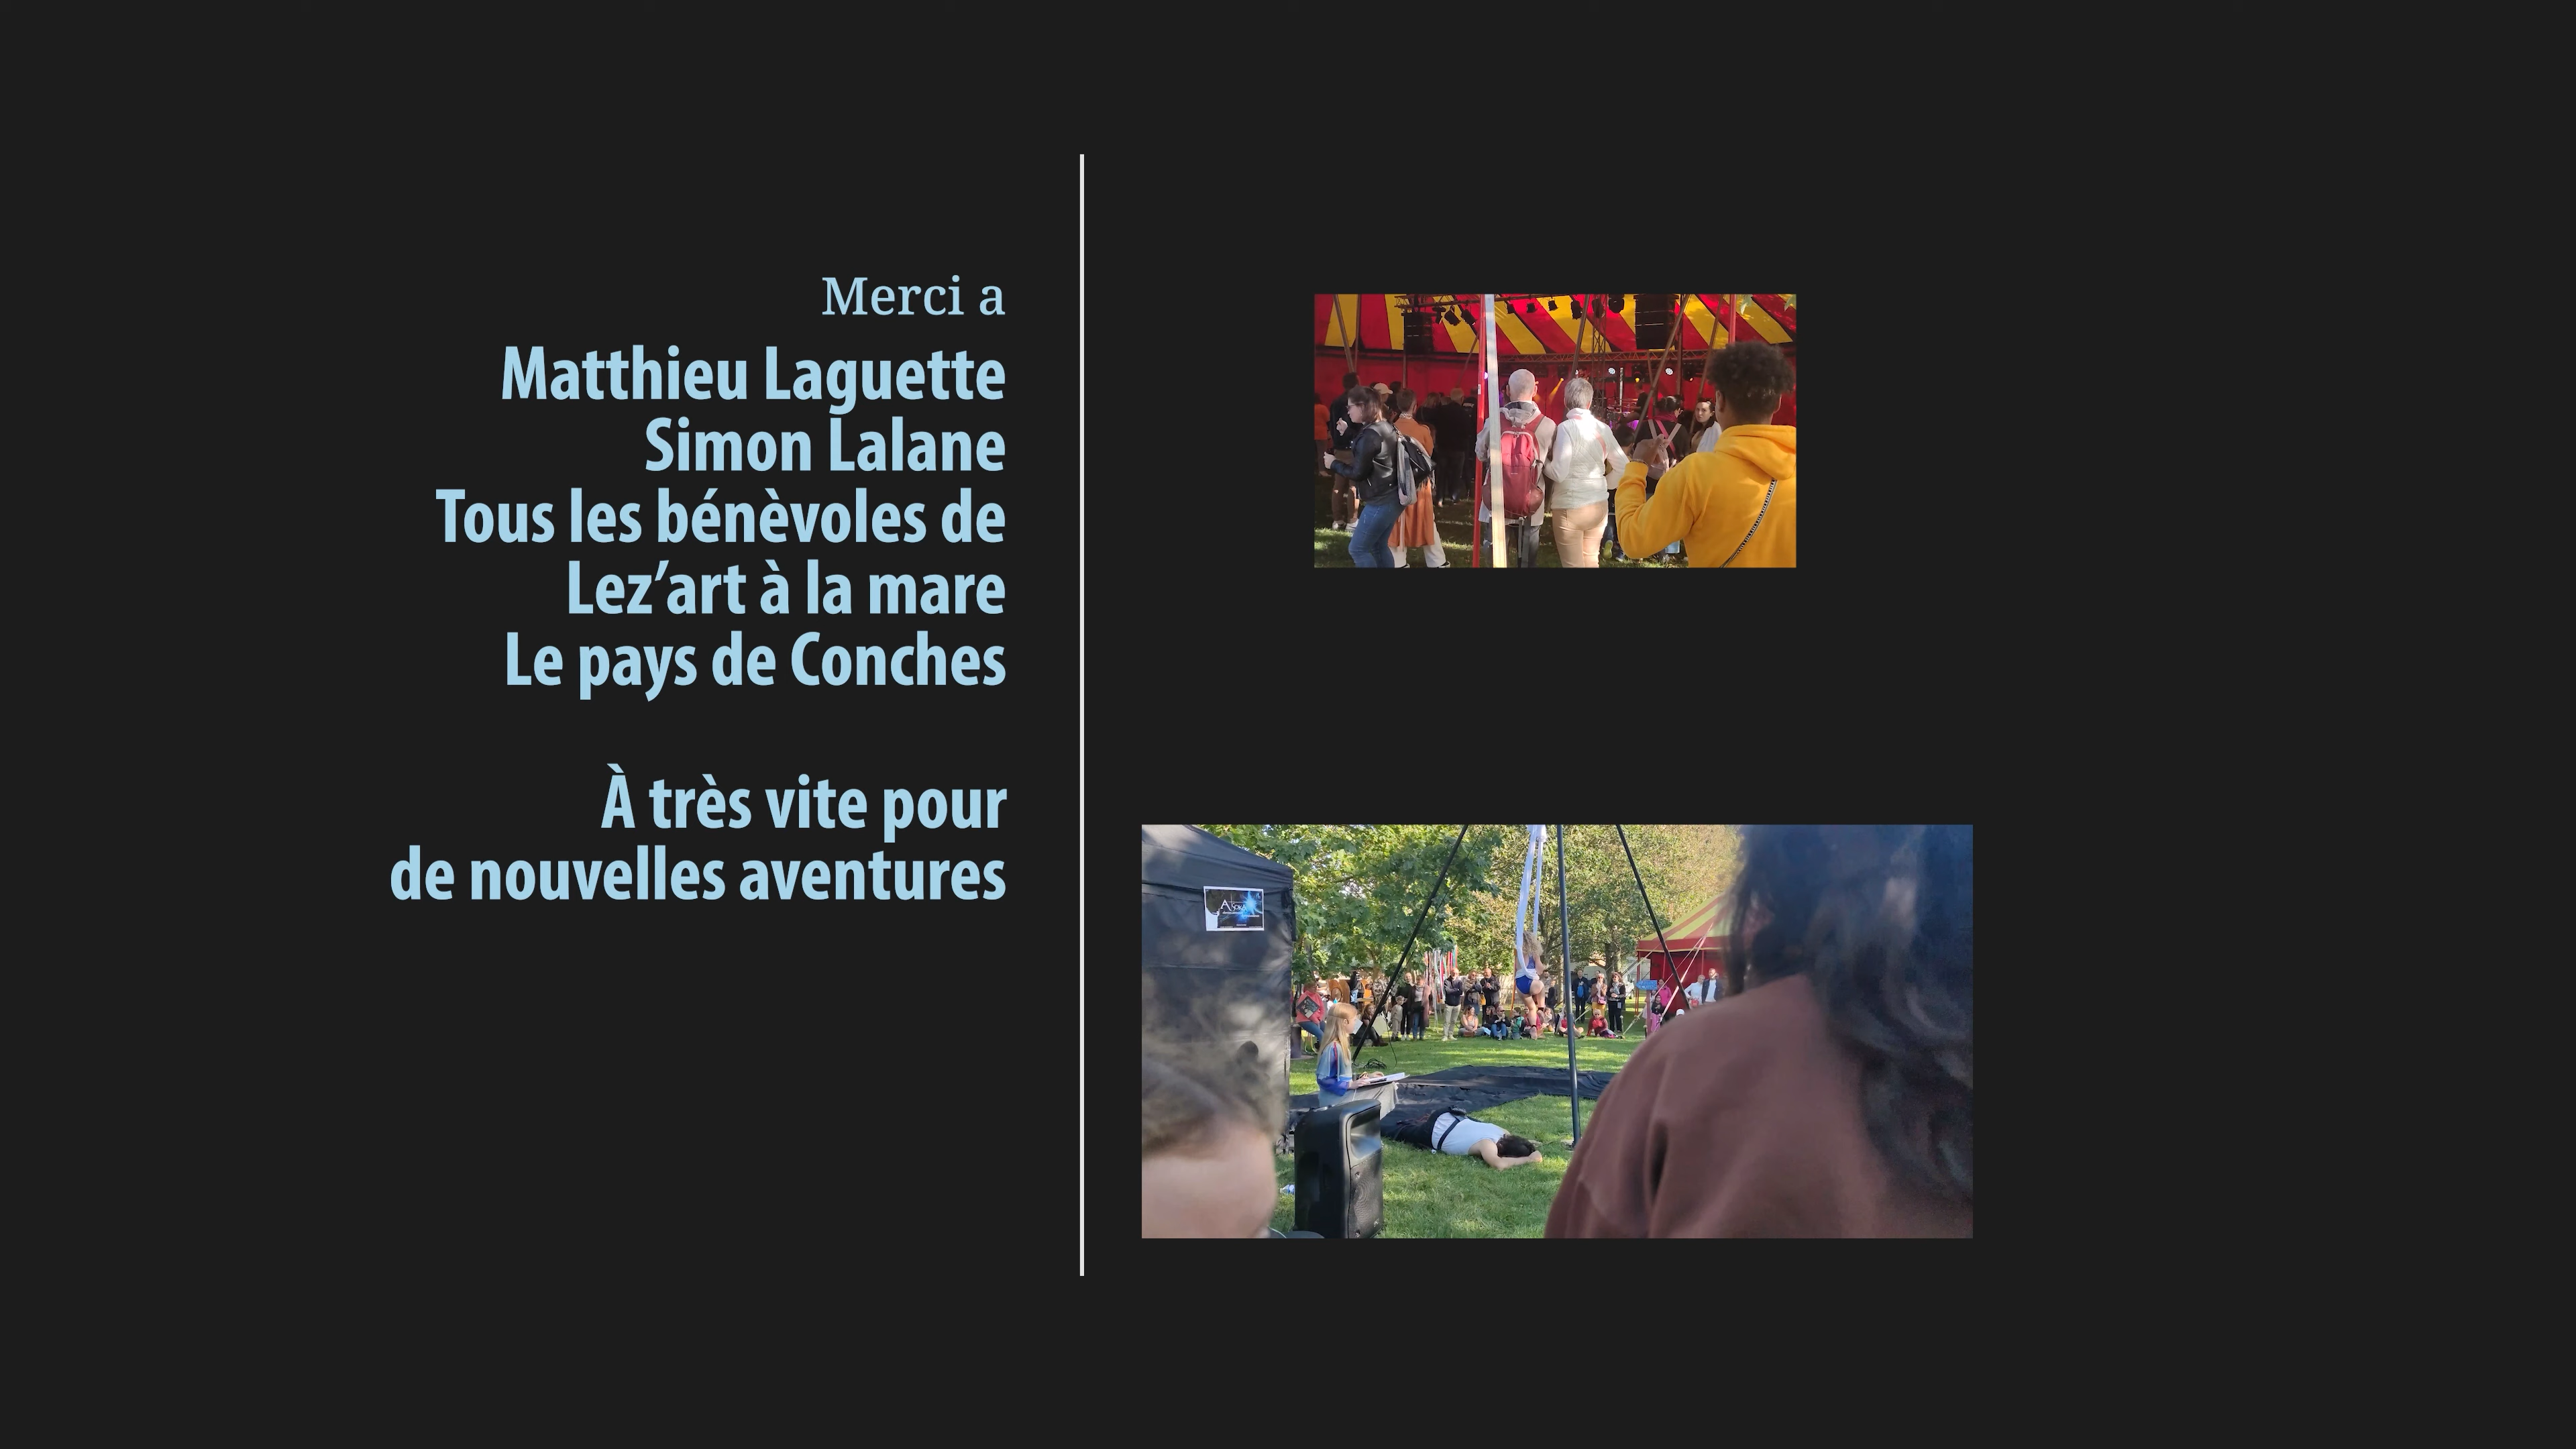 Merci a
Matthieu Laguette
Simon Lalane
Tous les bénèvoles de
Lez’art à la mare
Le pays de Conches
À très vite pour
de nouvelles aventures